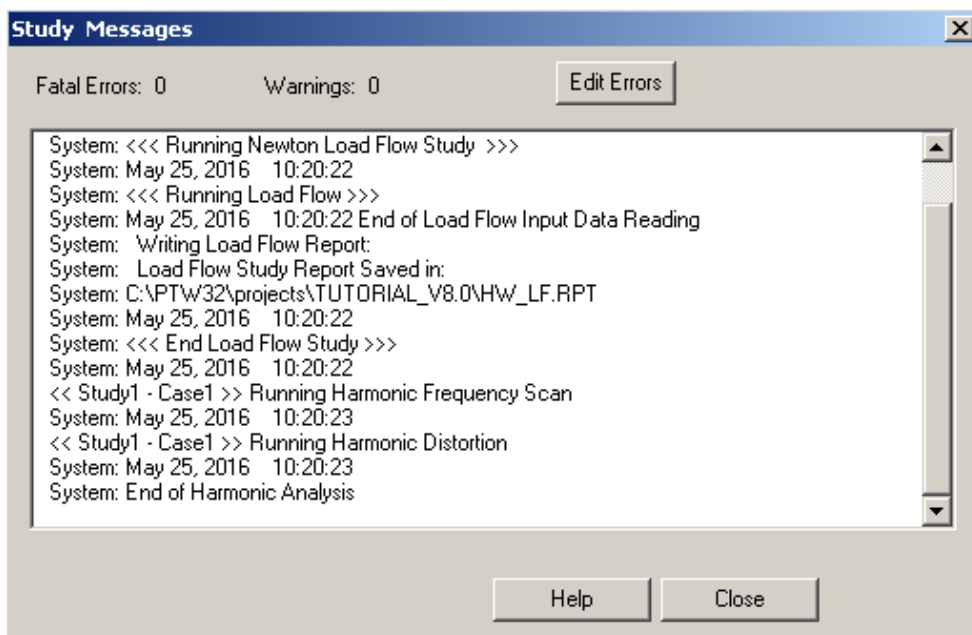 Study Messages
Fatal Errors: 0 Warnings: 0 Edit Errors
System: <<< Running Newton Load Flow Study >>>
System: May 25, 2016 10:20:22
System: <<< Running Load Flow >>>
System: May 25, 2016 10:20:22 End of Load Flow Input Data Reading
System: Writing Load Flow Report:
System: Load Flow Study Report Saved in:
System: C:\PTW32\projects\TUTORIAL_V8.0\HW_LF.RPT
System: May 25, 2016 10:20:22
System: <<< End Load Flow Study >>>
System: May 25, 2016 10:20:22
<< Study1 - Case1 >> Running Harmonic Frequency Scan
System: May 25, 2016 10:20:23
<< Study1 - Case1 >> Running Harmonic Distortion
System: May 25, 2016 10:20:23
System: End of Harmonic Analysis
Help Close